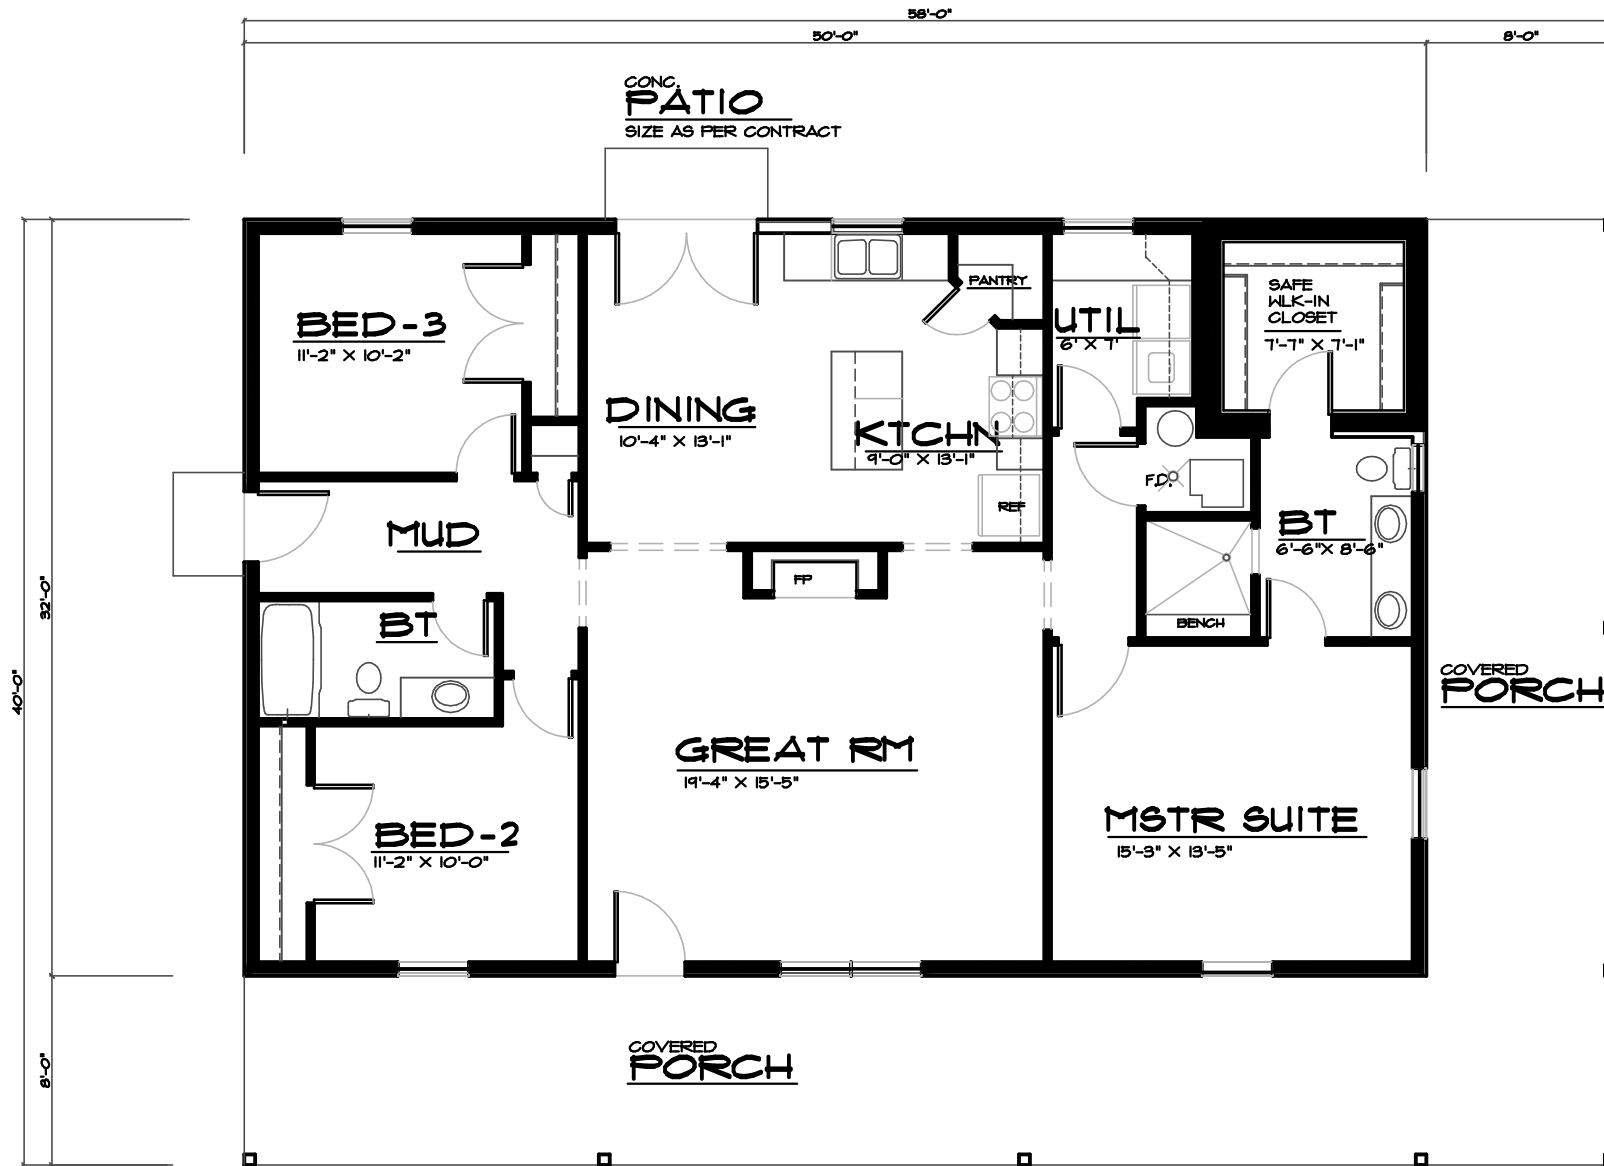 58'-0"
50'-0"
8'-0"
CONC.
PATIO
SIZE AS PER CONTRACT
BED-3
11'-2" X 10'-2"
PANTRY
UTIL
6' X 7'
SAFE
WLK-IN
CLOSET
7'-7" X 7'-1"
DINING
10'-4" X 13'-1"
KTCHN
9'-0" X 13'-1"
REF
F.D.
MUD
BT
6'-6" X 8'-6"
FP
BENCH
BT
32'-0"
40'-0"
COVERED
PORCH
GREAT RM
19'-4" X 15'-5"
MSTR SUITE
15'-3" X 13'-5"
BED-2
11'-2" X 10'-0"
COVERED
PORCH
8'-0"